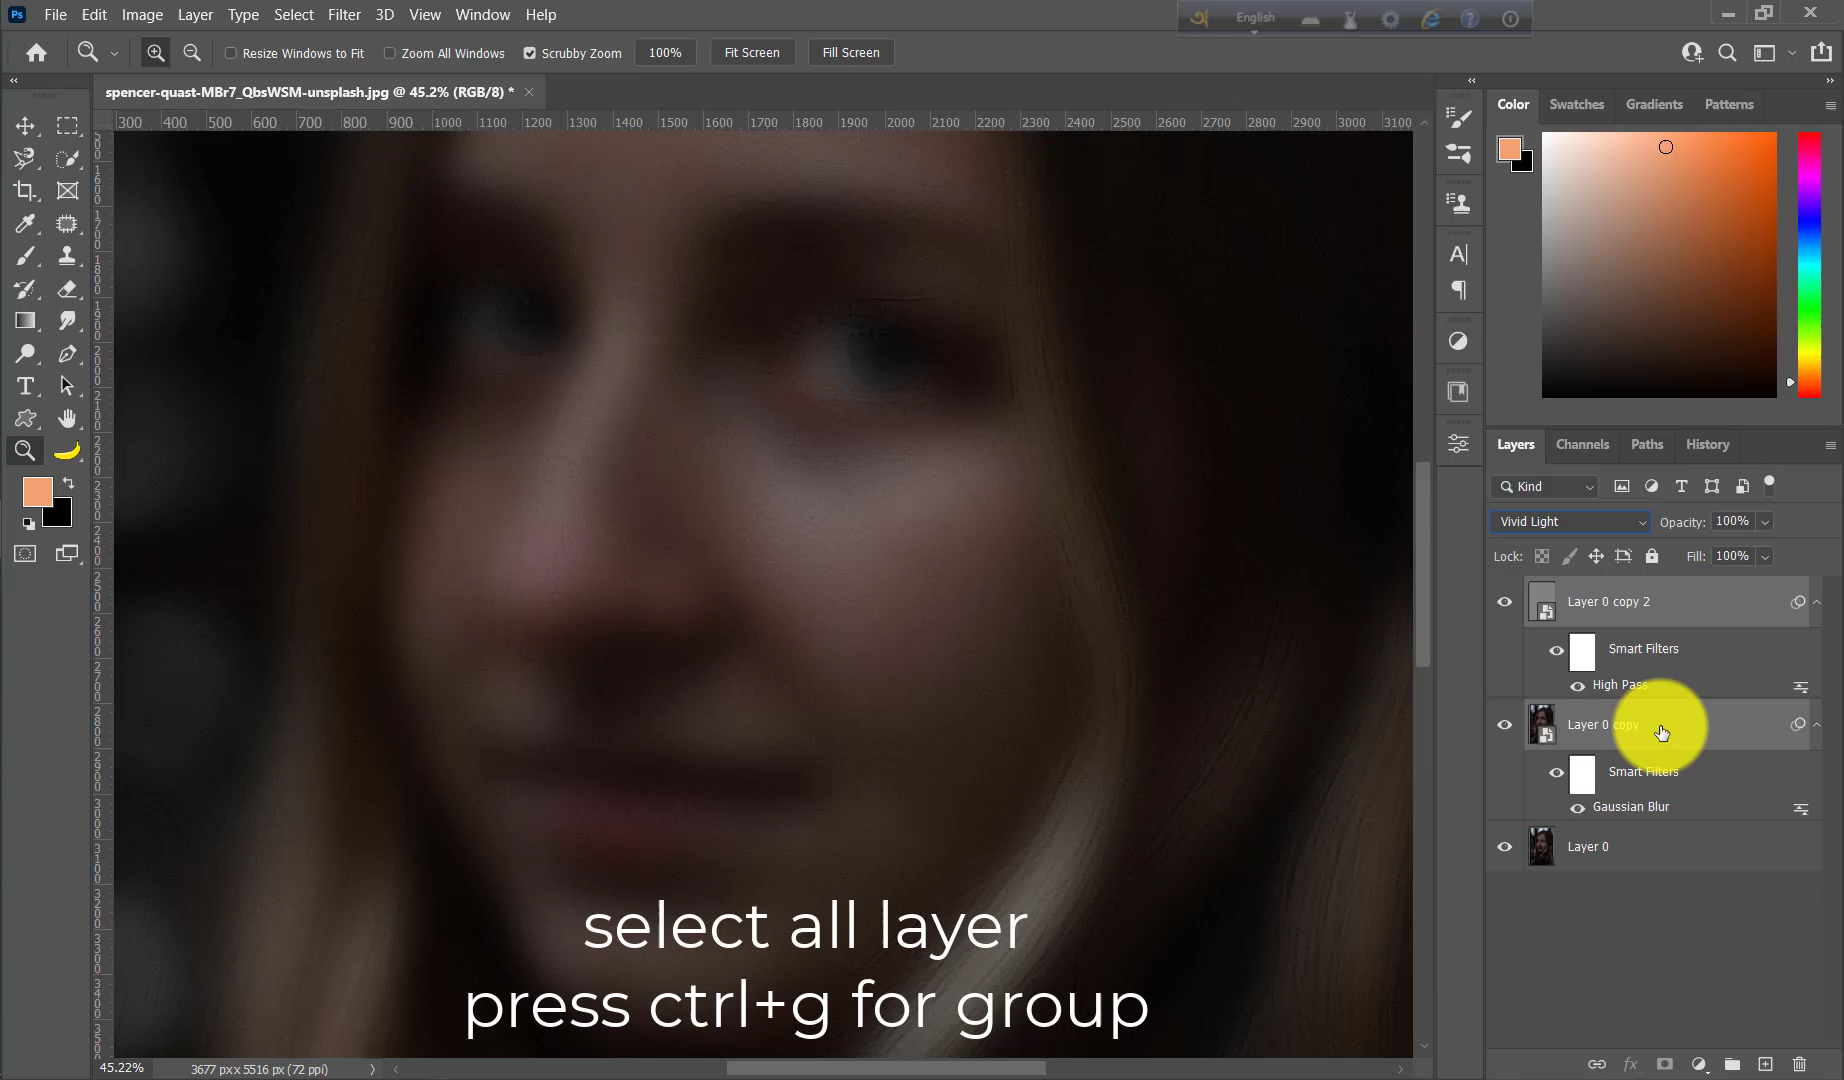 Ps File Edit Image Layer Type Select Filter 3D View Window Help
English
Resize Windows to Fit Zoom All Windows Scrubby Zoom 100% Fit Screen Fill Screen
spencer-quast-MBr7_QbsWSM-unsplash.jpg @ 45.2% (RGB/8) * ×
300 400 500 600 700 800 900 1000 1100 1200 1300 1400 1500 1600 1700 1800 1900 2000 2100 2200 2300 2400 2500 2600 2700 2800 2900 3000 3100
Color Swatches Gradients Patterns
Layers Channels Paths History
Kind
Vivid Light Opacity: 100%
Lock: Fill: 100%
Layer 0 copy 2
Smart Filters
High Pass
Layer 0 copy
Smart Filters
Gaussian Blur
Layer 0
select all layer
press ctrl+g for group
45.22% 3677 px x 5516 px (72 ppi)